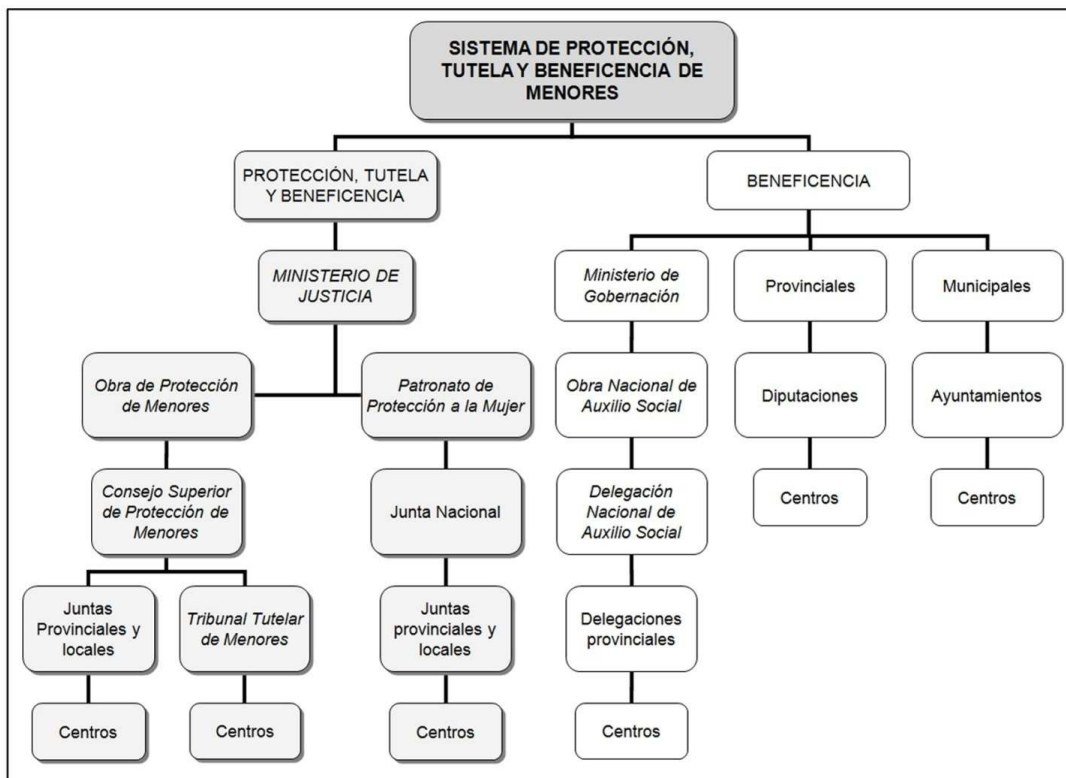 SISTEMA DE PROTECCIÓN,
TUTELA Y BENEFICENCIA DE
MENORES
PROTECCIÓN, TUTELA
Y BENEFICENCIA
BENEFICENCIA
MINISTERIO DE
JUSTICIA
Ministerio de
Gobernación
Provinciales
Municipales
Obra de Protección
de Menores
Patronato de
Protección a la Mujer
Obra Nacional de
Auxilio Social
Diputaciones
Ayuntamientos
Consejo Superior
de Protección de
Menores
Junta Nacional
Delegación
Nacional de
Auxilio Social
Centros
Centros
Juntas
Provinciales y
locales
Tribunal Tutelar
de Menores
Juntas
provinciales y
locales
Delegaciones
provinciales
Centros
Centros
Centros
Centros